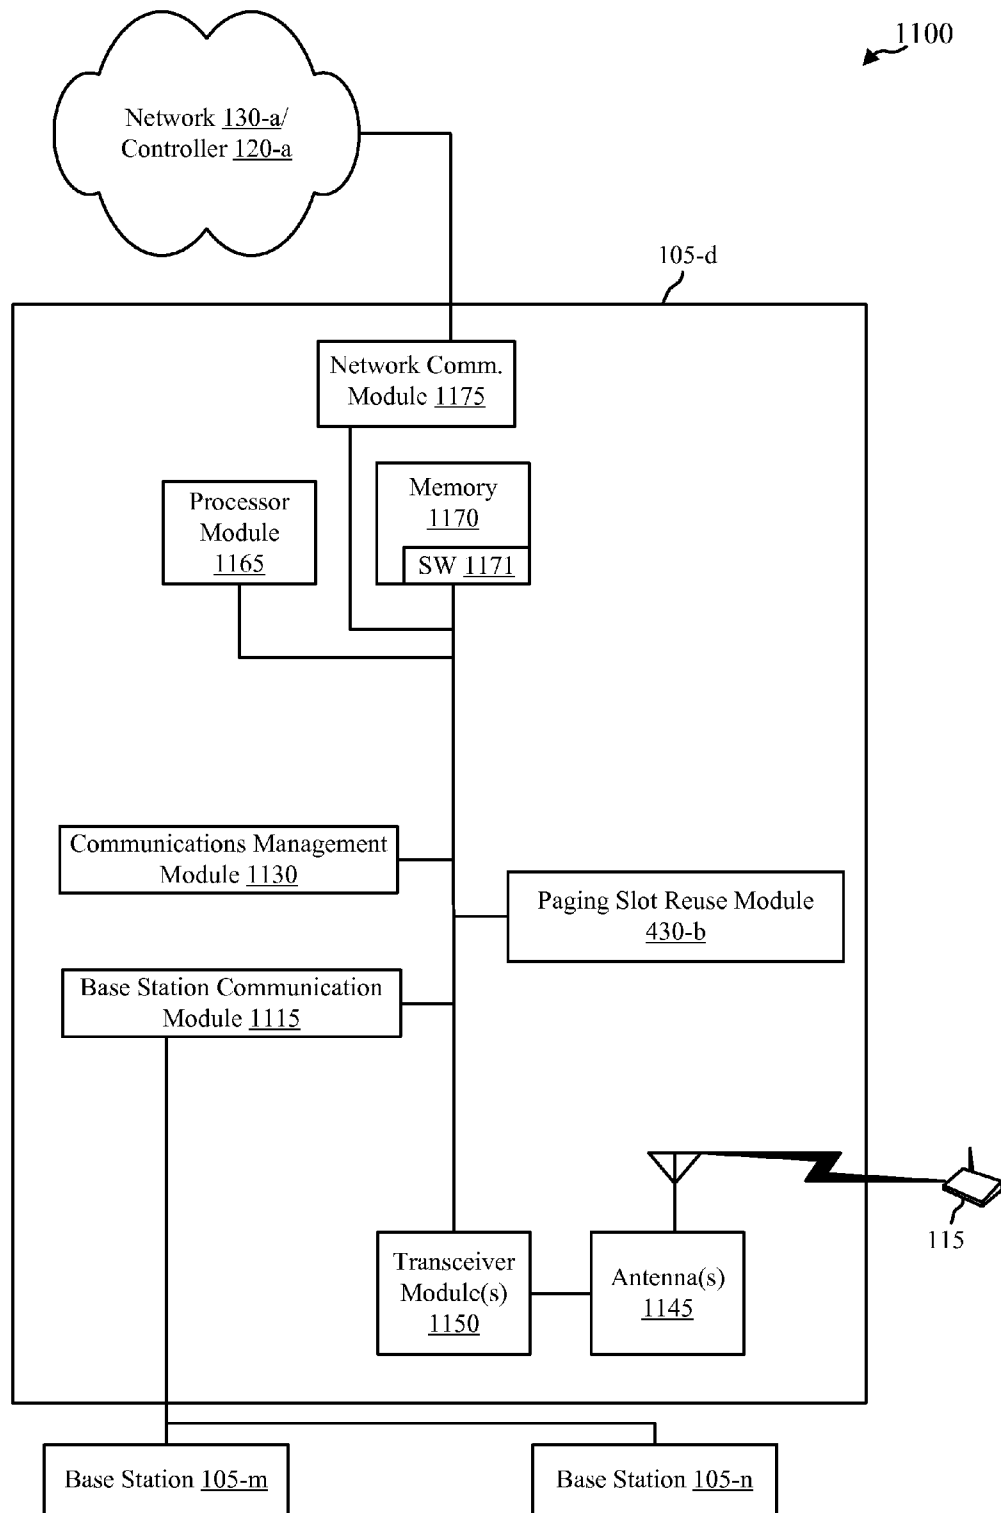 1100
Network 130-a/
Controller 120-a
105-d
Network Comm.
Module 1175
Processor
Module
1165
Memory
1170
SW 1171
Communications Management
Module 1130
Paging Slot Reuse Module
430-b
Base Station Communication
Module 1115
115
Transceiver
Module(s)
1150
Antenna(s)
1145
Base Station 105-m
Base Station 105-n